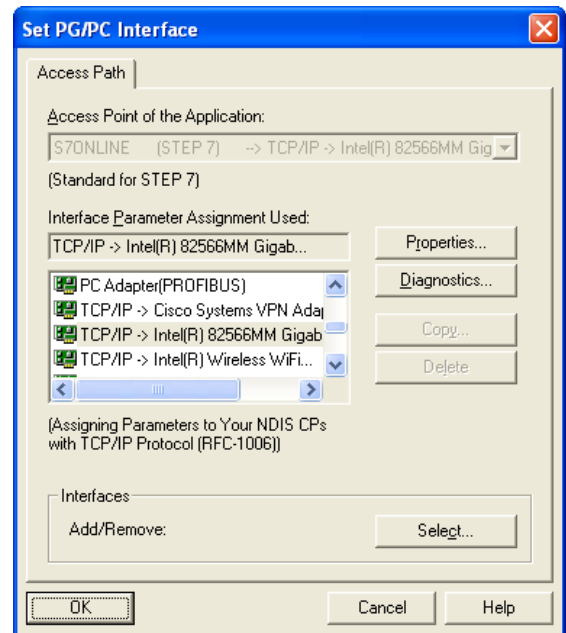 Set PG/PC Interface
Access Path
Access Point of the Application:
S7ONLINE (STEP 7) --> TCP/IP -> Intel(R) 82566MM Gig
(Standard for STEP 7)
Interface Parameter Assignment Used:
TCP/IP -> Intel(R) 82566MM Gigab...
Properties...
PC Adapter(PROFIBUS)
Diagnostics...
TCP/IP -> Cisco Systems VPN Adap
TCP/IP -> Intel(R) 82566MM Gigab
Copy...
TCP/IP -> Intel(R) Wireless WiFi...
Delete
(Assigning Parameters to Your NDIS CPs
with TCP/IP Protocol (RFC-1006))
Interfaces
Add/Remove:
Select...
OK
Cancel
Help